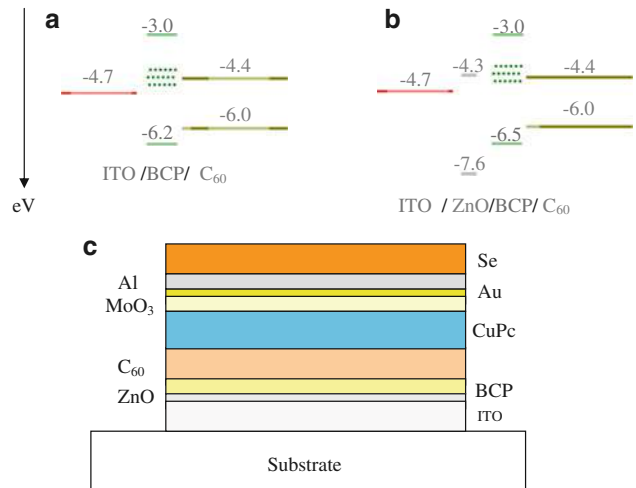 a
-3.0
-4.7
-4.4
-6.0
-6.2
ITO /BCP/ C₆₀
eV
b
-3.0
-4.3
-4.4
-4.7
-6.0
-6.5
-7.6
ITO / ZnO/BCP/ C₆₀
c
Se
Al
Au
MoO₃
CuPc
C₆₀
BCP
ZnO
ITO
Substrate